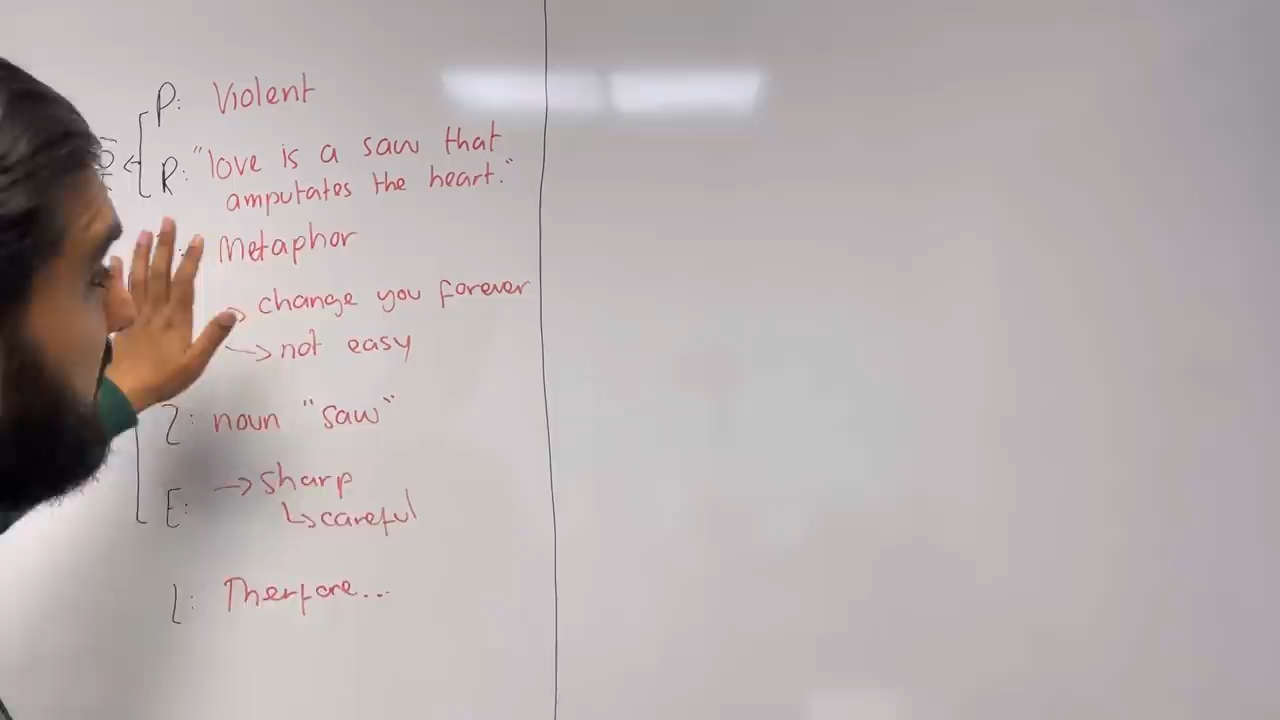 P: Violent
R: "love is a saw that
amputates the heart."
: Metaphor
→ change you forever
→ not easy
Z: noun "saw"
E: → sharp
↳ careful
L: Therfore...